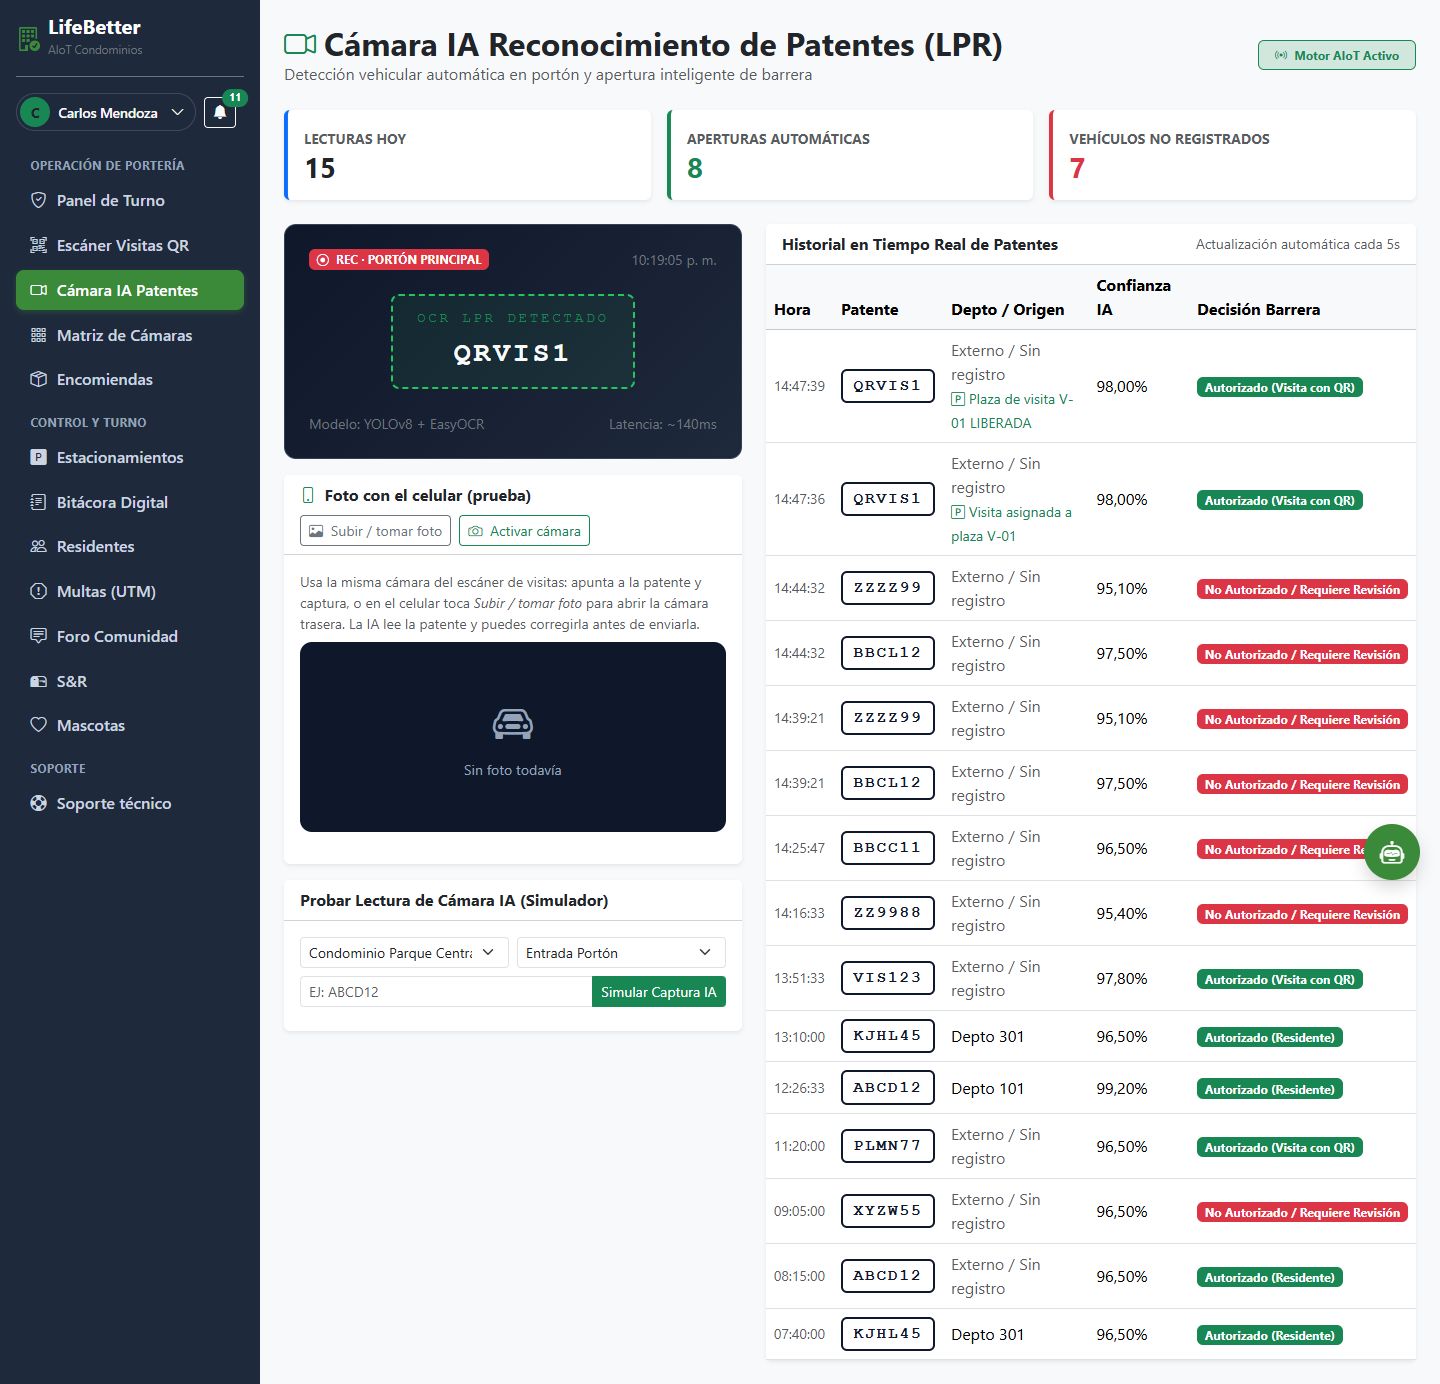 LifeBetter
AIoT Condominios
C
Carlos Mendoza
11
OPERACIÓN DE PORTERÍA
Panel de Turno
Escáner Visitas QR
Cámara IA Patentes
Matriz de Cámaras
Encomiendas
CONTROL Y TURNO
P
Estacionamientos
Bitácora Digital
Residentes
Multas (UTM)
Foro Comunidad
S&R
Mascotas
SOPORTE
Soporte técnico
Cámara IA Reconocimiento de Patentes (LPR)
Detección vehicular automática en portón y apertura inteligente de barrera
Motor AIoT Activo
LECTURAS HOY
15
APERTURAS AUTOMÁTICAS
8
VEHÍCULOS NO REGISTRADOS
7
REC · PORTÓN PRINCIPAL
10:19:05 p. m.
OCR LPR DETECTADO
QRVIS1
Modelo: YOLOv8 + EasyOCR
Latencia: ~140ms
Foto con el celular (prueba)
Subir / tomar foto
Activar cámara
Usa la misma cámara del escáner de visitas: apunta a la patente y
captura, o en el celular toca Subir / tomar foto para abrir la cámara
trasera. La IA lee la patente y puedes corregirla antes de enviarla.
Sin foto todavía
Probar Lectura de Cámara IA (Simulador)
Condominio Parque Centra
Entrada Portón
EJ: ABCD12
Simular Captura IA
Historial en Tiempo Real de Patentes
Actualización automática cada 5s
Hora Patente Depto / Origen Confianza IA Decisión Barrera
14:47:39 QRVIS1 Externo / Sin registro 98,00% Autorizado (Visita con QR)
P Plaza de visita V-
01 LIBERADA
14:47:36 QRVIS1 Externo / Sin registro 98,00% Autorizado (Visita con QR)
P Visita asignada a
plaza V-01
14:44:32 ZZZZ99 Externo / Sin registro 95,10% No Autorizado / Requiere Revisión
14:44:32 BBCL12 Externo / Sin registro 97,50% No Autorizado / Requiere Revisión
14:39:21 ZZZZ99 Externo / Sin registro 95,10% No Autorizado / Requiere Revisión
14:39:21 BBCL12 Externo / Sin registro 97,50% No Autorizado / Requiere Revisión
14:25:47 BBCC11 Externo / Sin registro 96,50% No Autorizado / Requiere Re
14:16:33 ZZ9988 Externo / Sin registro 95,40% No Autorizado / Requiere Revisión
13:51:33 VIS123 Externo / Sin registro 97,80% Autorizado (Visita con QR)
13:10:00 KJHL45 Depto 301 96,50% Autorizado (Residente)
12:26:33 ABCD12 Depto 101 99,20% Autorizado (Residente)
11:20:00 PLMN77 Externo / Sin registro 96,50% Autorizado (Visita con QR)
09:05:00 XYZW55 Externo / Sin registro 96,50% No Autorizado / Requiere Revisión
08:15:00 ABCD12 Externo / Sin registro 96,50% Autorizado (Residente)
07:40:00 KJHL45 Depto 301 96,50% Autorizado (Residente)